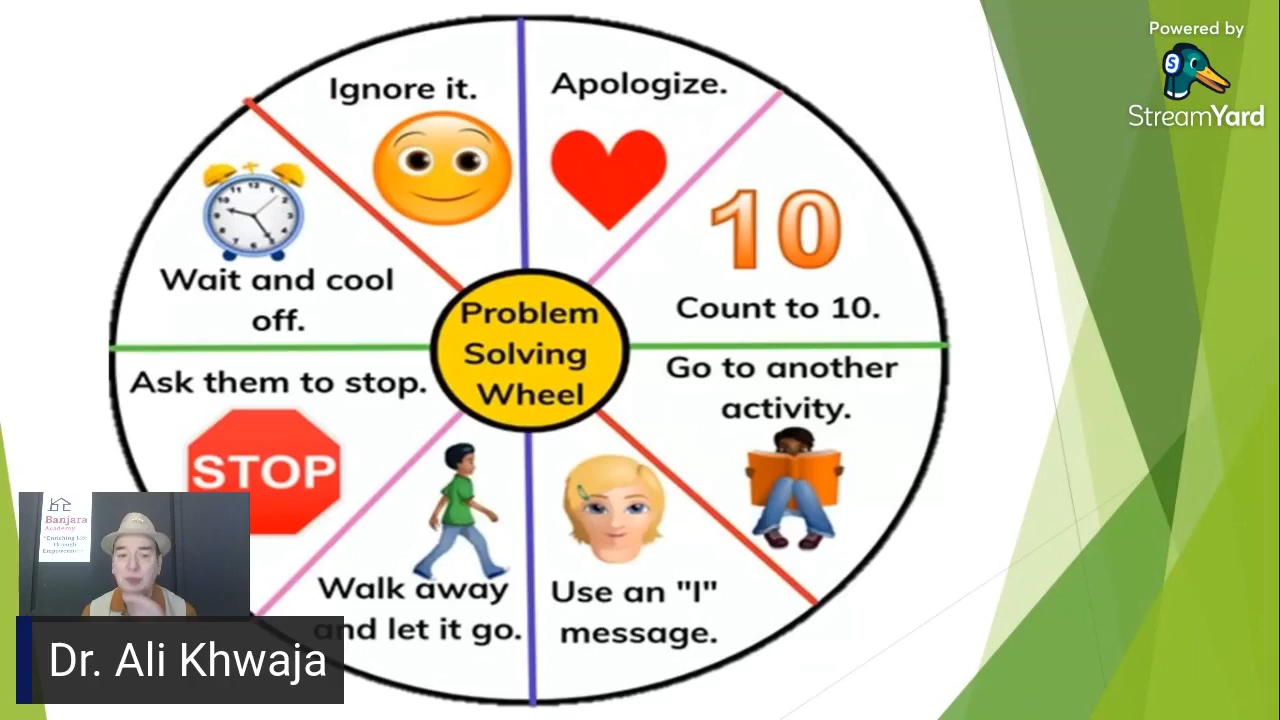 Powered by
StreamYard
Ignore it.
Apologize.
10
Count to 10.
Wait and cool
off.
Problem
Solving
Wheel
Go to another
activity.
Ask them to stop.
STOP
Walk away
and let it go.
Use an "I"
message.
Banjara
Academy
Dr. Ali Khwaja